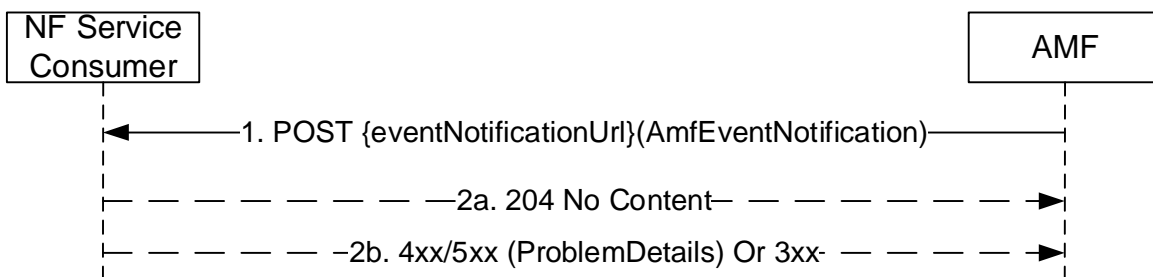 NF Service
Consumer
AMF
1. POST {eventNotificationUrl}(AmfEventNotification)
2a. 204 No Content
2b. 4xx/5xx (ProblemDetails) Or 3xx